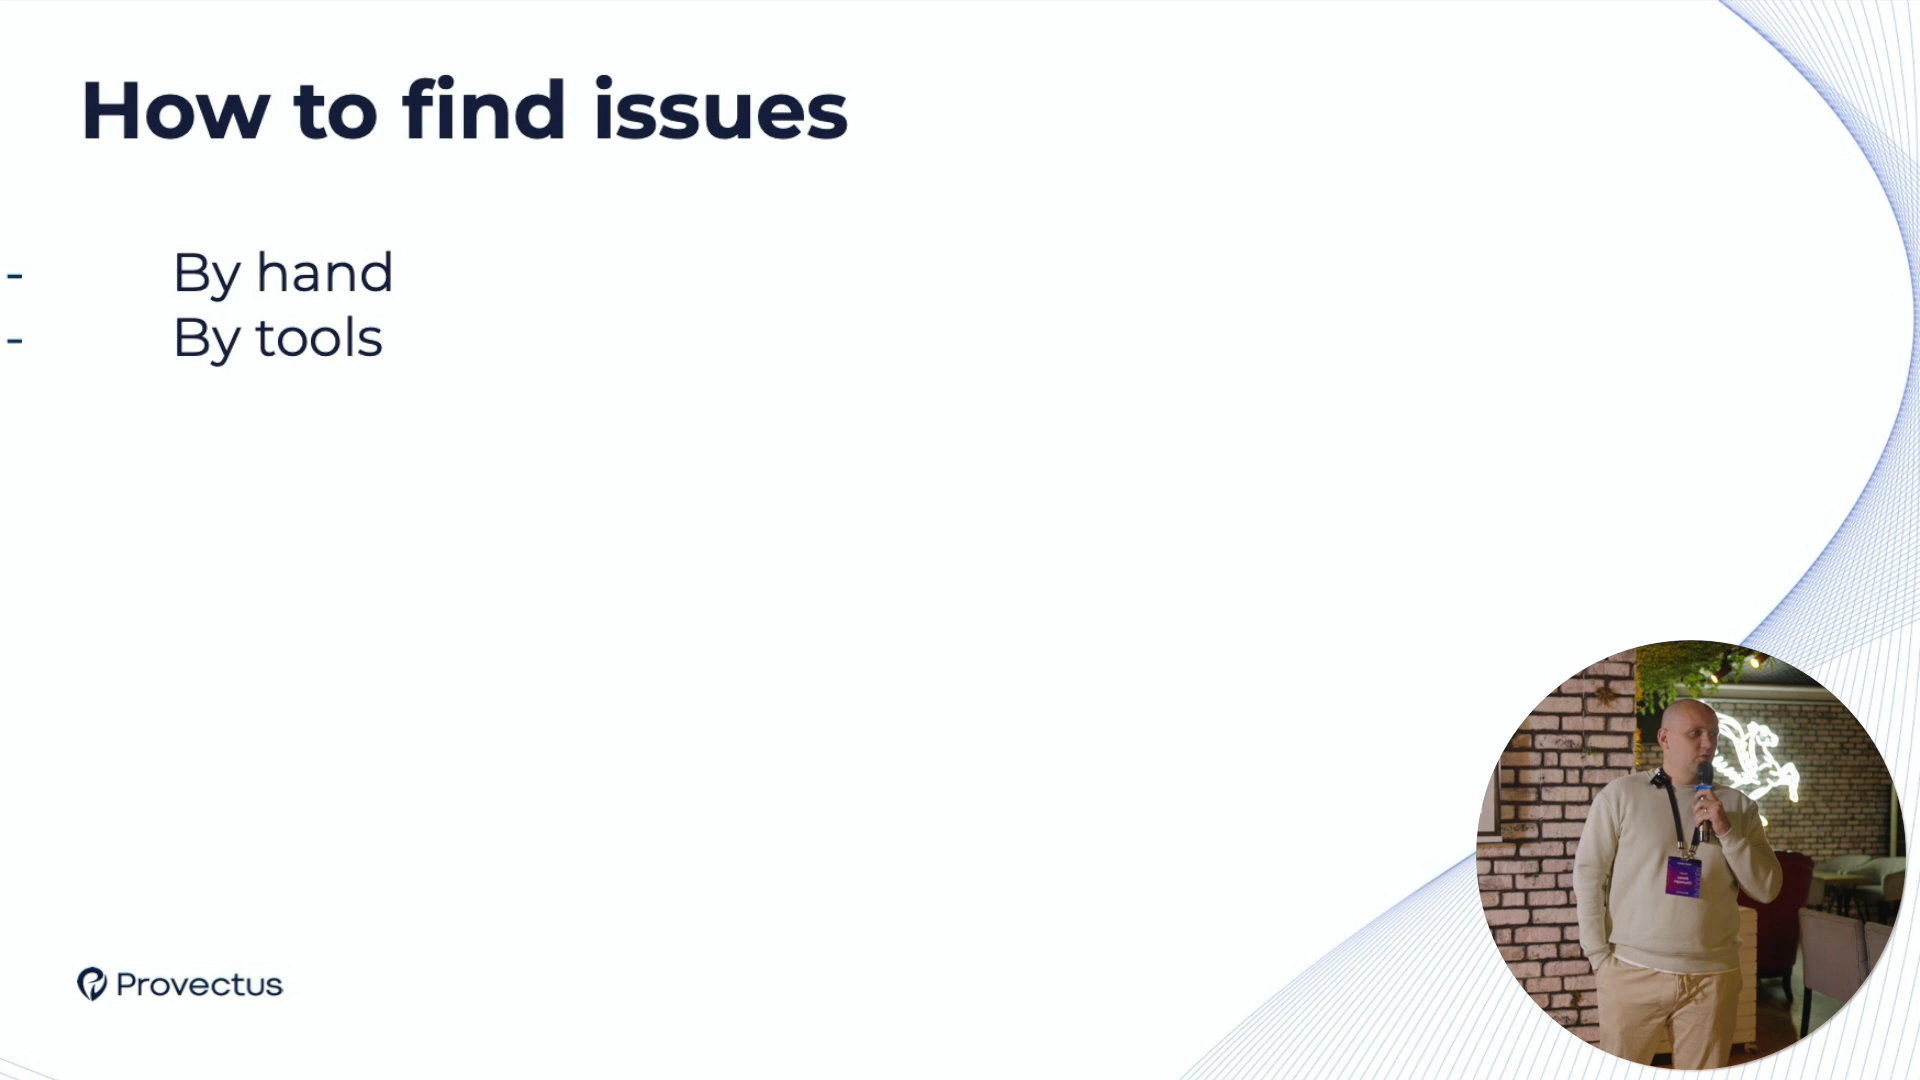 How to find issues
- By hand
- By tools
Provectus